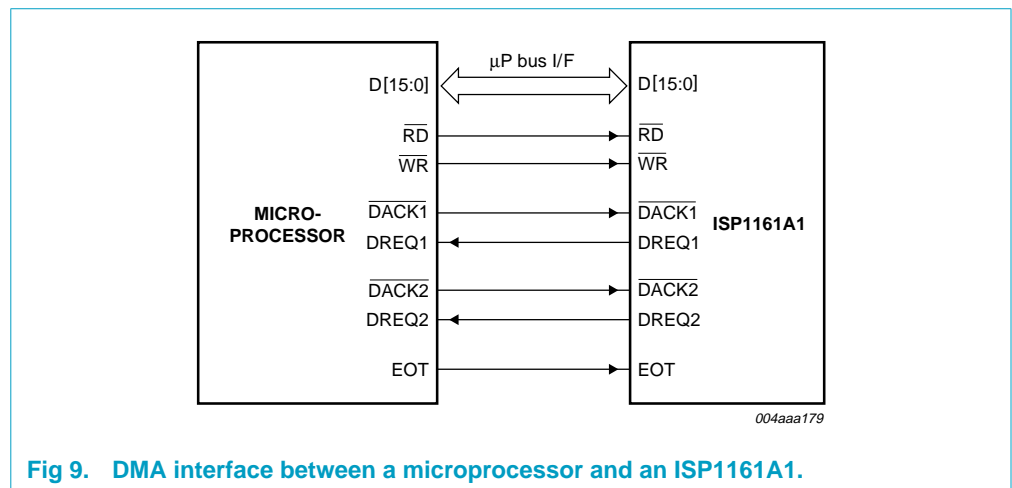 μP bus I/F
D[15:0] D[15:0]
RD RD
WR WR
MICRO-
PROCESSOR
DACK1 DACK1
ISP1161A1
DREQ1 DREQ1
DACK2 DACK2
DREQ2 DREQ2
EOT EOT
004aaa179
Fig 9. DMA interface between a microprocessor and an ISP1161A1.